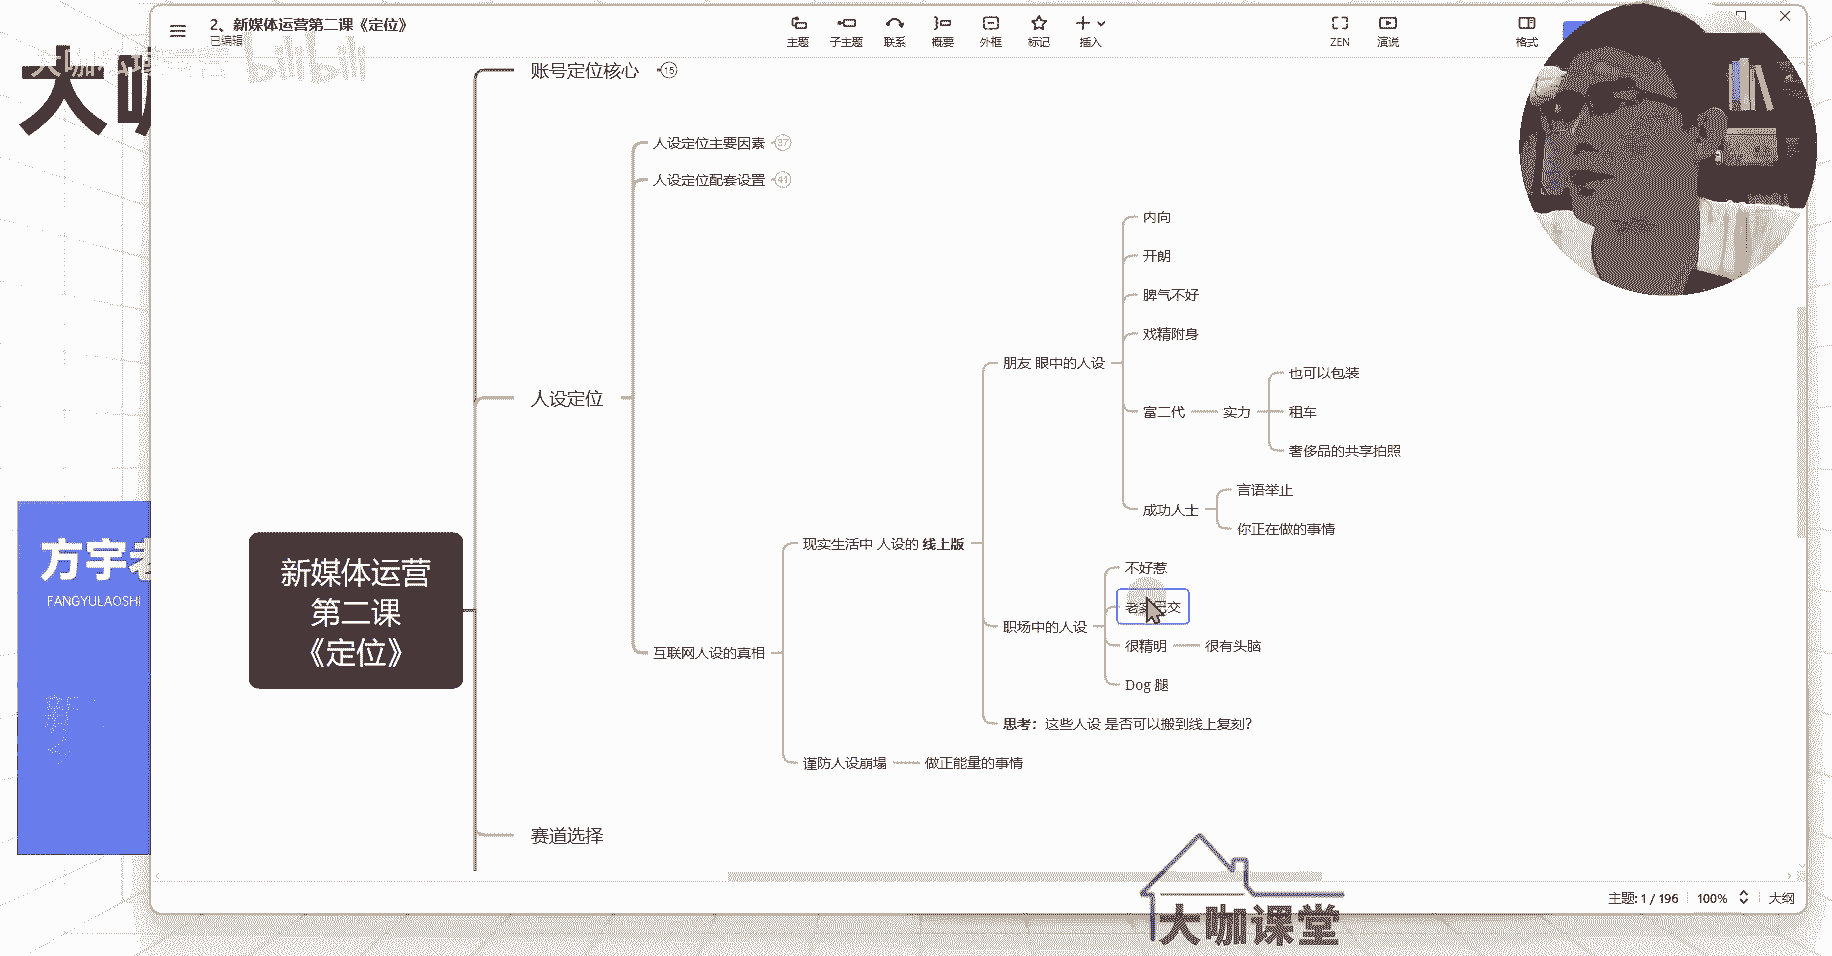 2、新媒体运营第二课《定位》
已编辑
主题
子主题
联系
概要
外框
标记
插入
ZEN
演说
格式
bilibili
账号定位核心
15
人设定位主要因素
37
人设定位配套设置
44
内向
开朗
脾气不好
戏精附身
朋友 眼中的人设
也可以包装
富二代
实力
租车
奢侈品的共享拍照
言语举止
成功人士
你正在做的事情
人设定位
现实生活中 人设的 线上版
不好惹
职场中的人设
很精明
很有头脑
Dog 腿
互联网人设的真相
思考：这些人设 是否可以搬到线上复刻？
谨防人设崩塌
做正能量的事情
新媒体运营
第二课
《定位》
赛道选择
方宇老
FANGYULAOSHI
主题: 1 / 196
100%
大纲
大咖课堂